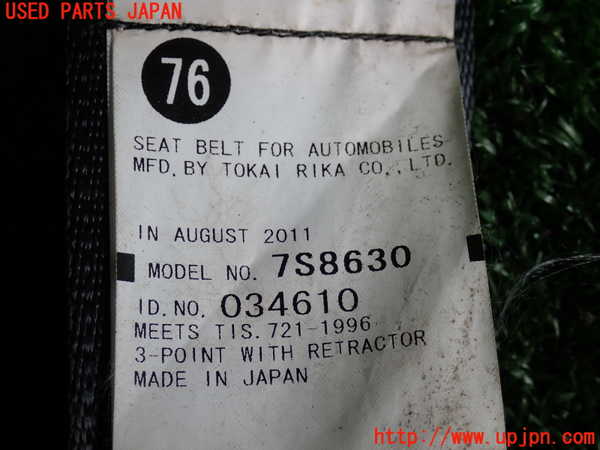 USED PARTS JAPAN
76
SEAT BELT FOR AUTOMOBILES
MFD. BY TOKAI RIKA CO., LTD.
IN AUGUST 2011
MODEL NO. 7S8630
ID. NO. 034610
MEETS TIS. 721-1996
3-POINT WITH RETRACTOR
MADE IN JAPAN
http://www.upjpn.com